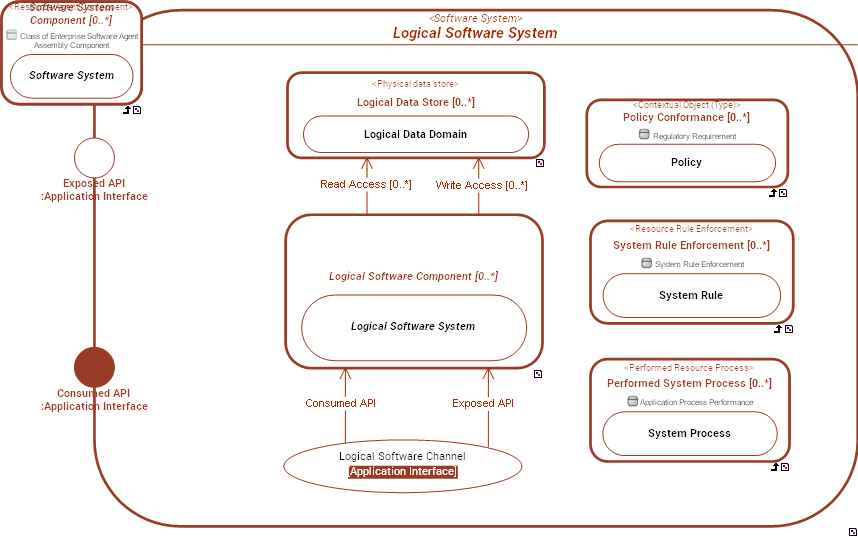 Software System
Component [0..*]
Class of Enterprise Software Agent
Assembly Component
Software System
<Software System>
Logical Software System
<Physical data store>
Logical Data Store [0..*]
Logical Data Domain
Read Access [0..*]
Write Access [0..*]
Logical Software Component [0..*]
Logical Software System
Consumed API
Exposed API
Logical Software Channel
Application Interface
Exposed API
:Application Interface
Consumed API
:Application Interface
<Contextual Object (Type)>
Policy Conformance [0..*]
Regulatory Requirement
Policy
<Resource Rule Enforcement>
System Rule Enforcement [0..*]
System Rule Enforcement
System Rule
<Performed Resource Process>
Performed System Process [0..*]
Application Process Performance
System Process